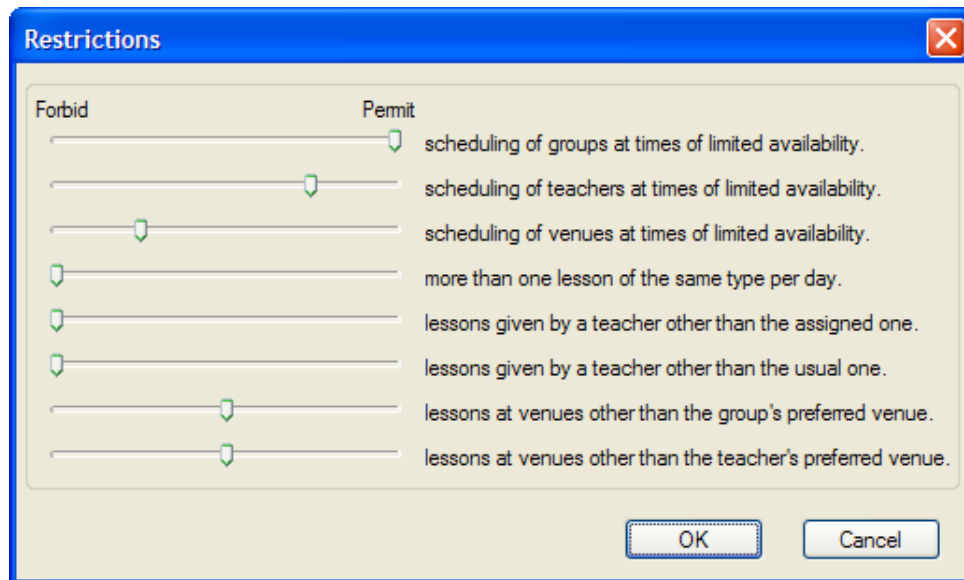 Restrictions
Forbid Permit
scheduling of groups at times of limited availability.
scheduling of teachers at times of limited availability.
scheduling of venues at times of limited availability.
more than one lesson of the same type per day.
lessons given by a teacher other than the assigned one.
lessons given by a teacher other than the usual one.
lessons at venues other than the group's preferred venue.
lessons at venues other than the teacher's preferred venue.
OK Cancel